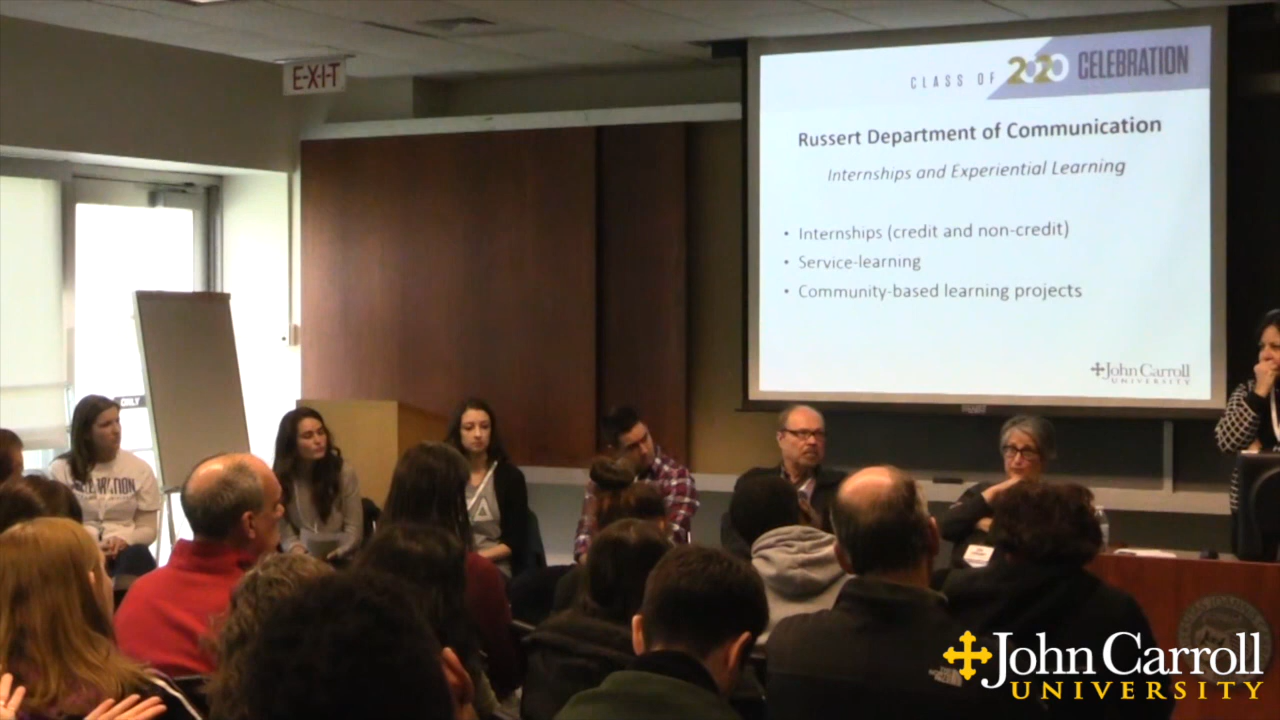 E-X-I-T
CLASS OF 2020 CELEBRATION
Russert Department of Communication
Internships and Experiential Learning
• Internships (credit and non-credit)
• Service-learning
• Community-based learning projects
John Carroll
UNIVERSITY
ONLY
John Carroll
UNIVERSITY